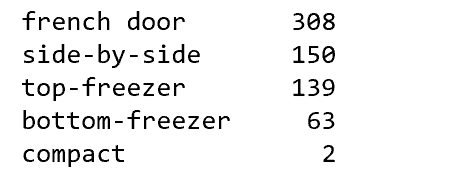 french door 308
side-by-side 150
top-freezer 139
bottom-freezer 63
compact 2